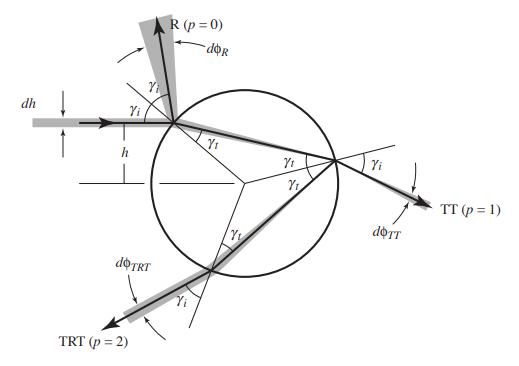 R (p = 0)
dϕR
γi
dh
γi
h
γt
γt
γi
γt
TT (p = 1)
dϕTT
γt
dϕTRT
γi
TRT (p = 2)